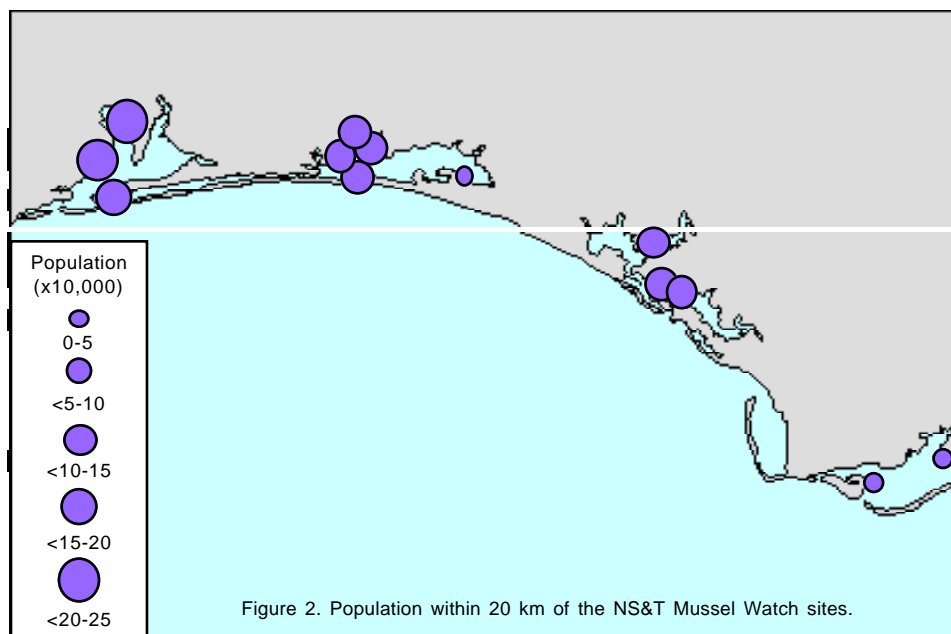 Population
(x10,000)
0-5
<5-10
<10-15
<15-20
<20-25
Figure 2. Population within 20 km of the NS&T Mussel Watch sites.